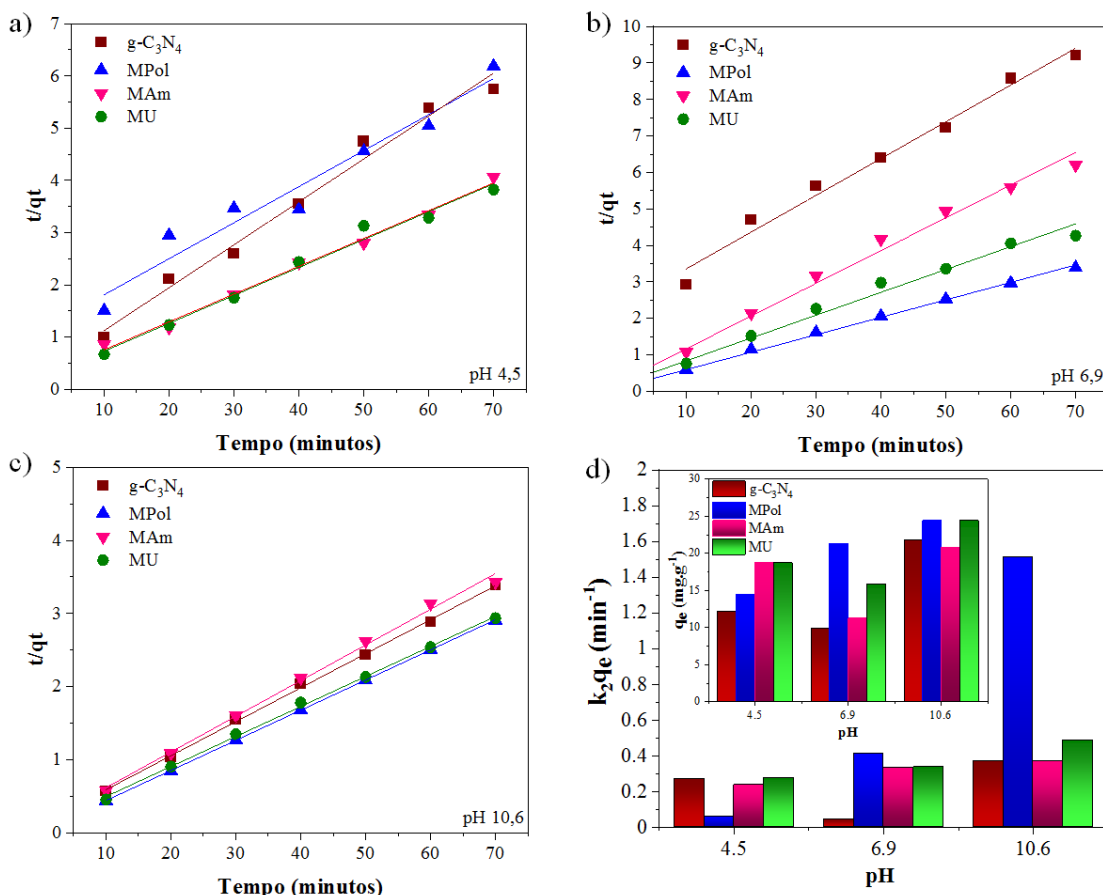 a)
7
6
5
4
3
2
1
0
t/qt
g-C₃N₄
MPol
MAm
MU
pH 4,5
10 20 30 40 50 60 70
Tempo (minutos)
b)
10
9
8
7
6
5
4
3
2
1
0
t/qt
g-C₃N₄
MPol
MAm
MU
pH 6,9
10 20 30 40 50 60 70
Tempo (minutos)
c)
5
4
3
2
1
0
t/qt
g-C₃N₄
MPol
MAm
MU
pH 10,6
10 20 30 40 50 60 70
Tempo (minutos)
d)
2
1.8
1.6
1.4
1.2
1
0.8
0.6
0.4
0.2
0
k₂qₑ (min⁻¹)
30
25
20
15
10
5
0
qₑ (mg.g⁻¹)
g-C₃N₄
MPol
MAm
MU
4.5 6.9 10.6
pH
4.5 6.9 10.6
pH